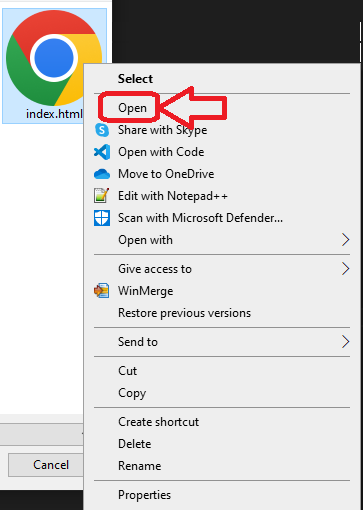 index.html
Select
Open
Share with Skype
Open with Code
Move to OneDrive
Edit with Notepad++
Scan with Microsoft Defender...
Open with
Give access to
WinMerge
Restore previous versions
Send to
Cut
Copy
Create shortcut
Delete
Rename
Properties
Cancel